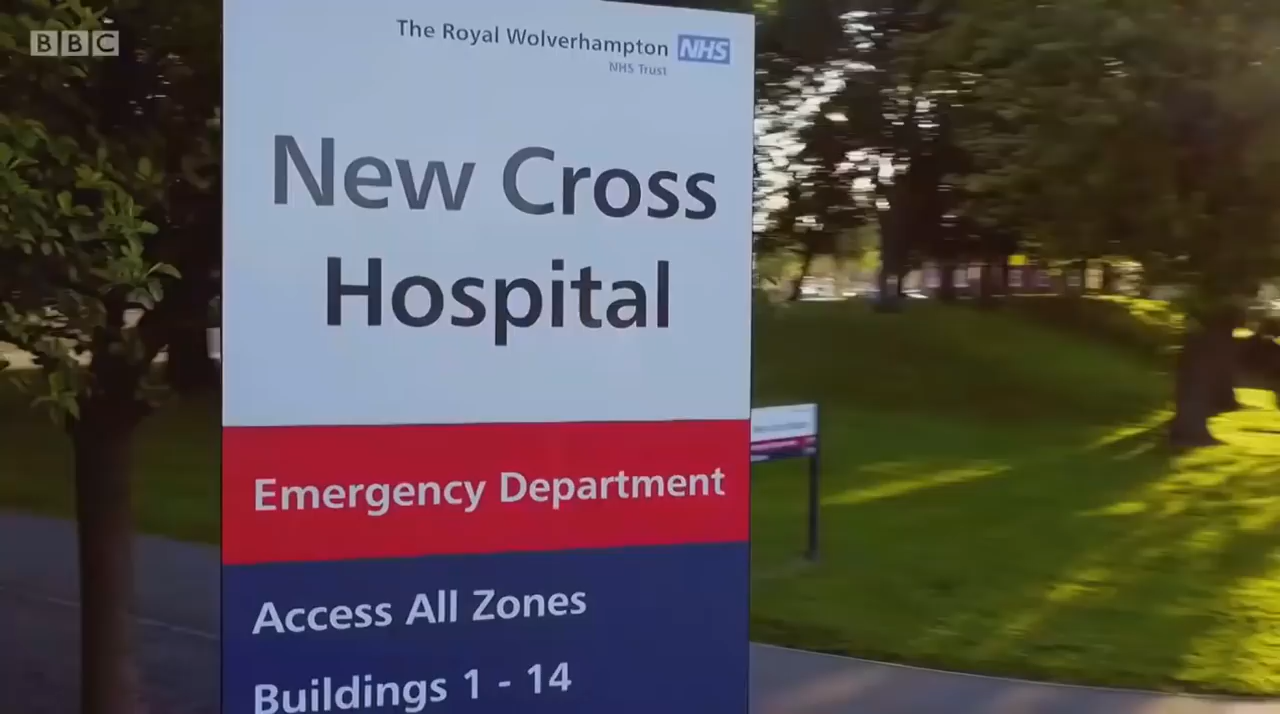 BBC
The Royal Wolverhampton NHS
NHS Trust
New Cross
Hospital
Emergency Department
Access All Zones
Buildings 1 - 14